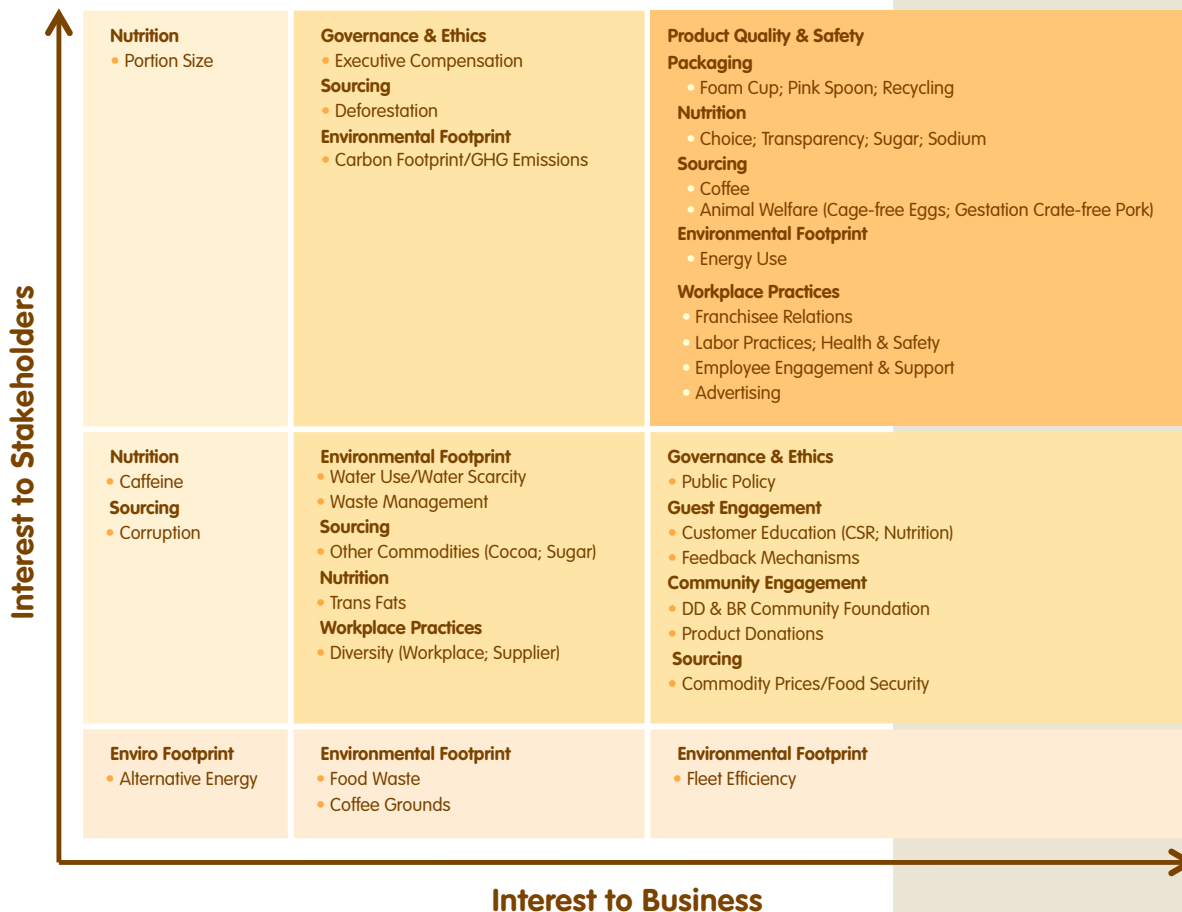 Interest to Stakeholders
Nutrition
• Portion Size
Governance & Ethics
• Executive Compensation
Sourcing
• Deforestation
Environmental Footprint
• Carbon Footprint/GHG Emissions
Product Quality & Safety
Packaging
• Foam Cup; Pink Spoon; Recycling
Nutrition
• Choice; Transparency; Sugar; Sodium
Sourcing
• Coffee
• Animal Welfare (Cage-free Eggs; Gestation Crate-free Pork)
Environmental Footprint
• Energy Use
Workplace Practices
• Franchisee Relations
• Labor Practices; Health & Safety
• Employee Engagement & Support
• Advertising
Nutrition
• Caffeine
Sourcing
• Corruption
Environmental Footprint
• Water Use/Water Scarcity
• Waste Management
Sourcing
• Other Commodities (Cocoa; Sugar)
Nutrition
• Trans Fats
Workplace Practices
• Diversity (Workplace; Supplier)
Governance & Ethics
• Public Policy
Guest Engagement
• Customer Education (CSR; Nutrition)
• Feedback Mechanisms
Community Engagement
• DD & BR Community Foundation
• Product Donations
Sourcing
• Commodity Prices/Food Security
Enviro Footprint
• Alternative Energy
Environmental Footprint
• Food Waste
• Coffee Grounds
Environmental Footprint
• Fleet Efficiency
Interest to Business